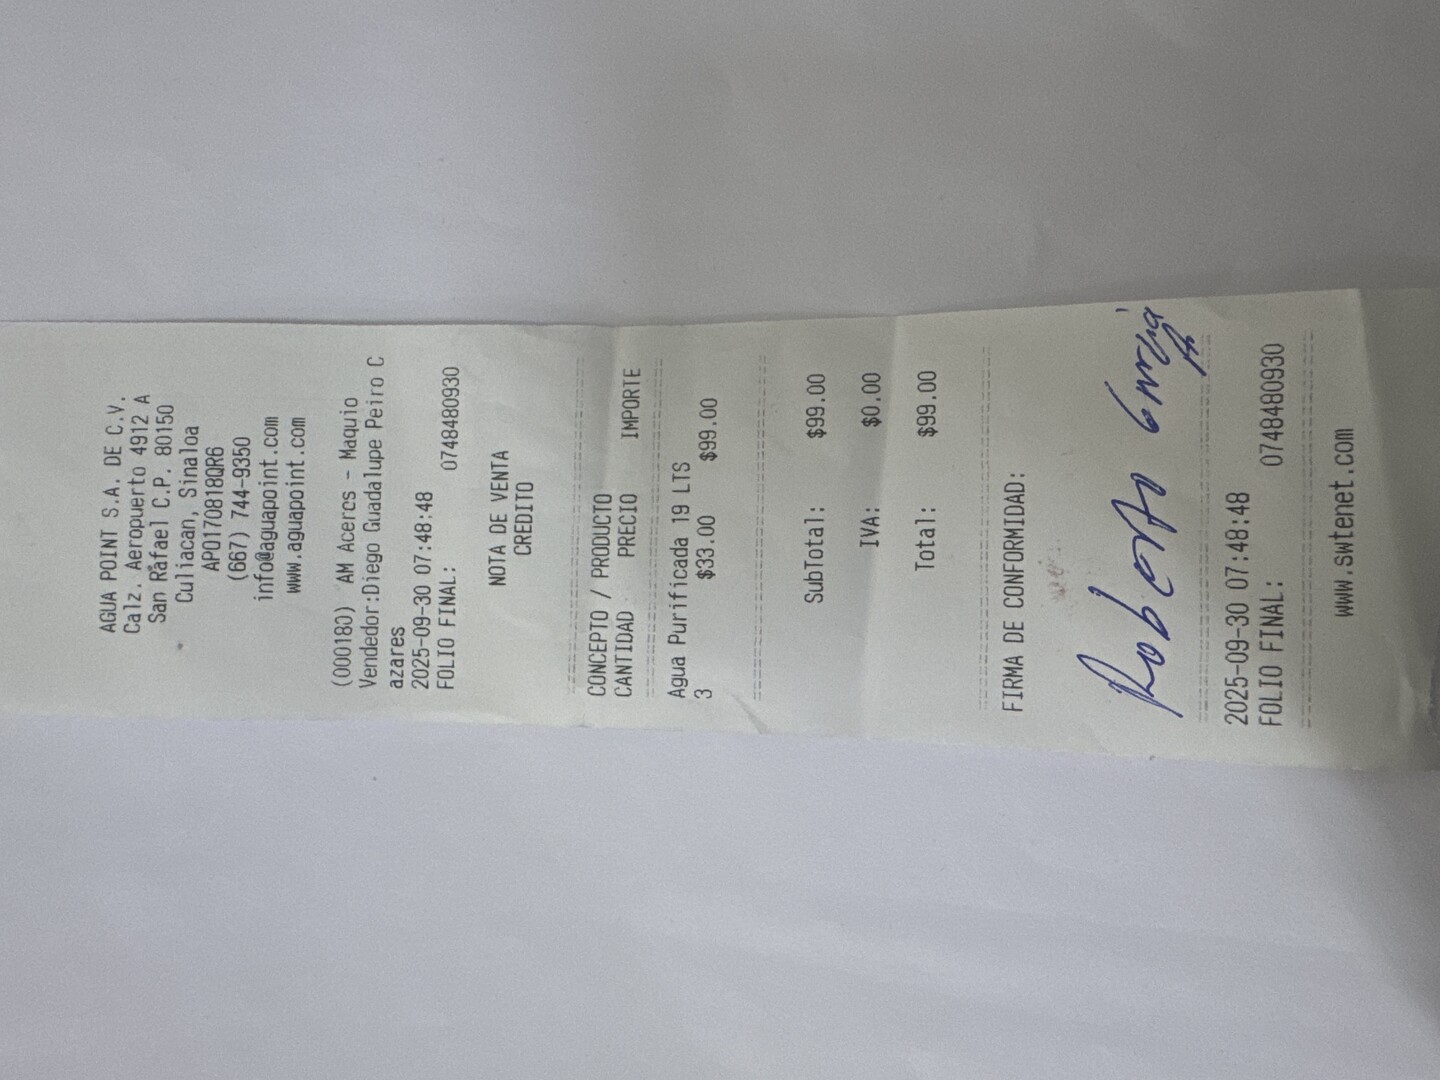 AGUA POINT S.A. DE C.V.
Calz. Aeropuerto 4912 A
San Rafael C.P. 80150
Culiacan, Sinaloa
APO170818QR6
(667) 744-9350
info@aguapoint.com
www.aguapoint.com
(000180) AM Aceros - Maquio
Vendedor:Diego Guadalupe Peiro C
azares
2025-09-30 07:48:48
FOLIO FINAL: 0748480930
NOTA DE VENTA
CREDITO
CONCEPTO / PRODUCTO
CANTIDAD PRECIO IMPORTE
Agua Purificada 19 LTS
3 $33.00 $99.00
SubTotal: $99.00
IVA: $0.00
Total: $99.00
FIRMA DE CONFORMIDAD:
Roberto García
2025-09-30 07:48:48
FOLIO FINAL: 0748480930
www.swtenet.com